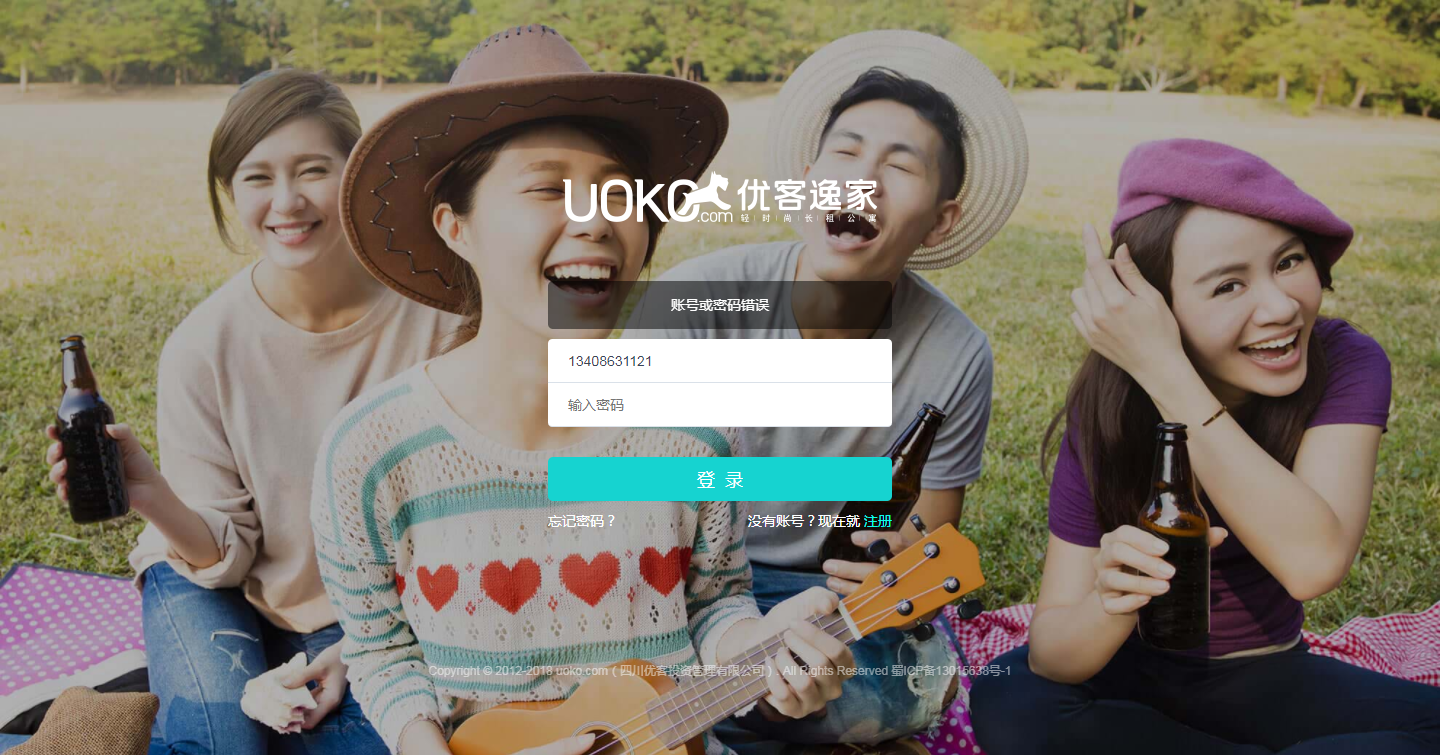 UOKO.com 优客逸家
轻时尚长租公寓
账号或密码错误
13408631121
输入密码
登 录
忘记密码？
没有账号？现在就 注册
Copyright © 2012-2018 uoko.com ( 四川优客投资管理有限公司 ) . All Rights Reserved 蜀ICP备13015638号-1